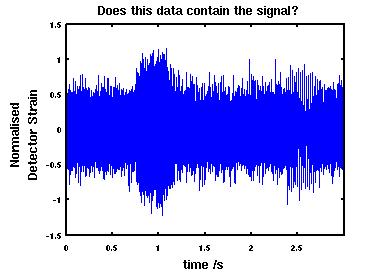 Does this data contain the signal?
1.5
1
0.5
0
-0.5
-1
-1.5
Normalised
Detector Strain
0 0.5 1 1.5 2 2.5
time /s